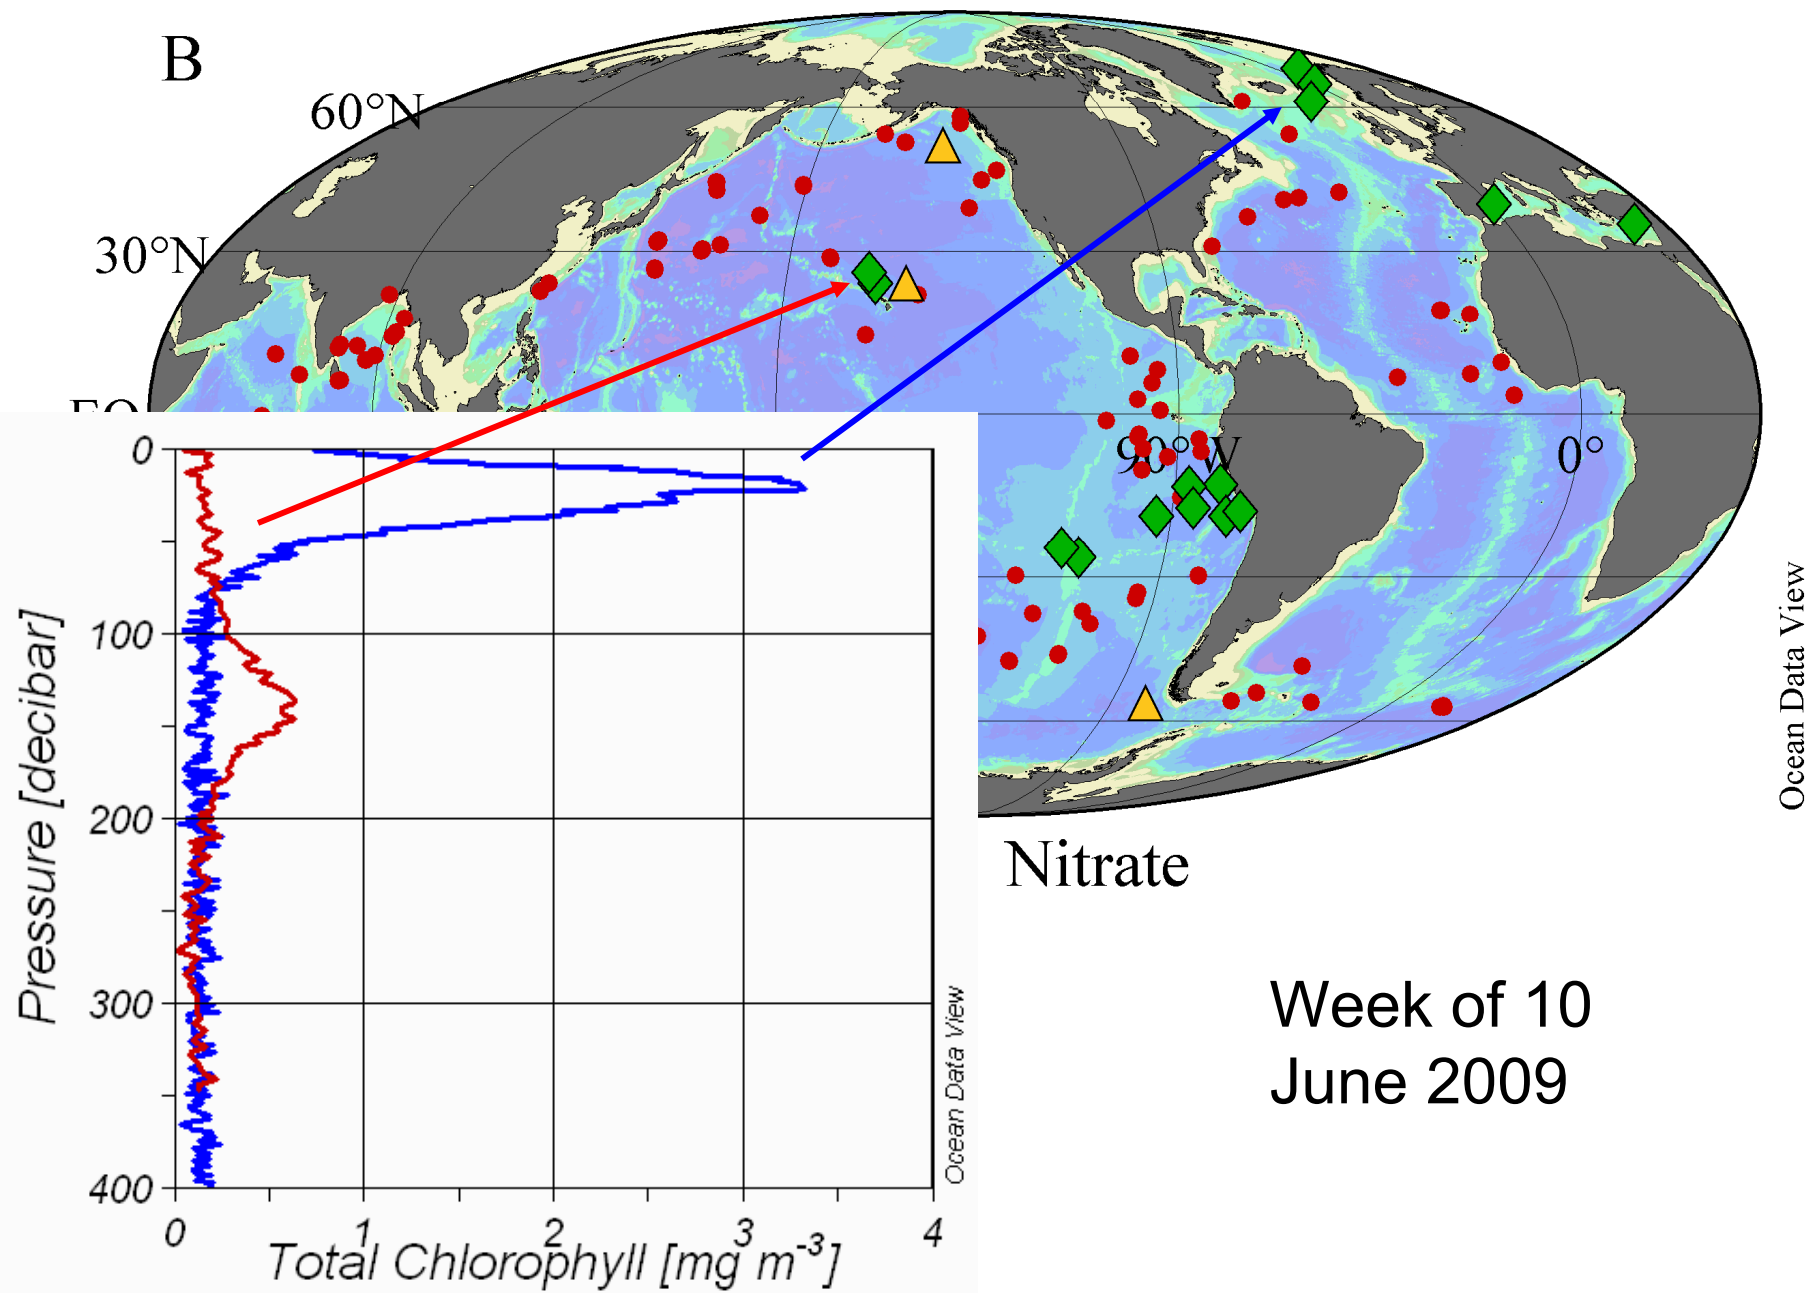 B
60°N
30°N
EQ
90°W
0°
Ocean Data View
0
100
200
300
400
Pressure [decibar]
0 1 2 3 4
Total Chlorophyll [mg m-3]
Ocean Data View
Nitrate
Week of 10
June 2009